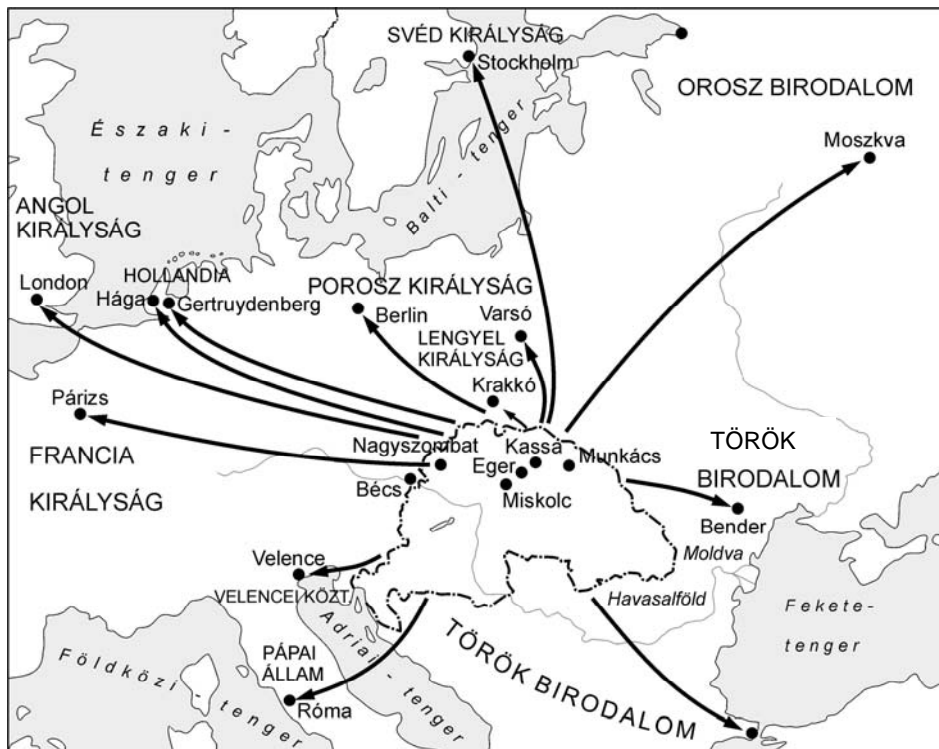 SVÉD KIRÁLYSÁG
Stockholm
OROSZ BIRODALOM
Moszkva
Északi-
tenger
Balti - tenger
ANGOL
KIRÁLYSÁG
London
HOLLANDIA
Hága
Gertruydenberg
POROSZ KIRÁLYSÁG
Berlin
Varsó
LENGYEL
KIRÁLYSÁG
Krakkó
Párizs
Nagyszombat
Kassa
Munkács
Eger
Miskolc
Bécs
FRANCIA
KIRÁLYSÁG
TÖRÖK
BIRODALOM
Bender
Moldva
Velence
VELENCEI KÖZT.
Havasalföld
Fekete-
tenger
Adriai - tenger
PÁPAI
ÁLLAM
Róma
Földközi - tenger
TÖRÖK BIRODALOM